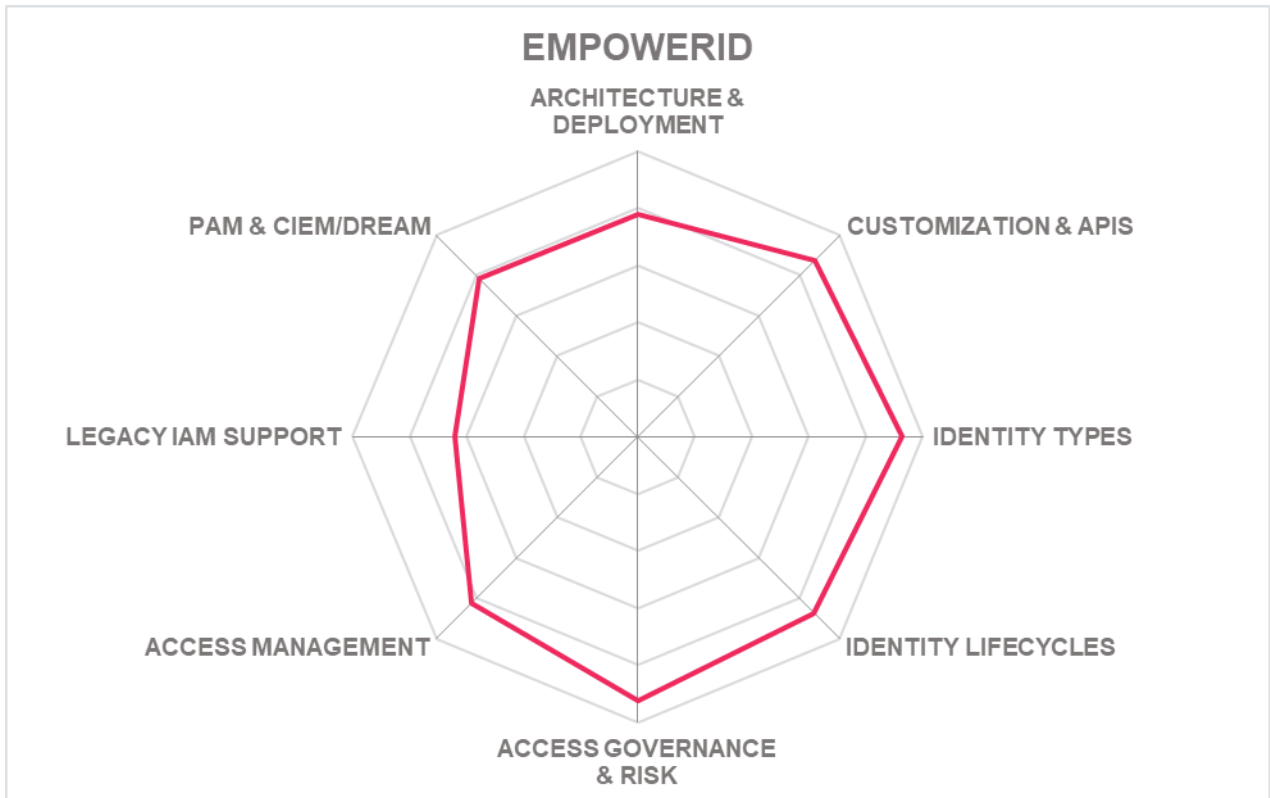 EMPOWERID
ARCHITECTURE &
DEPLOYMENT
PAM & CIEM/DREAM
CUSTOMIZATION & APIS
LEGACY IAM SUPPORT
IDENTITY TYPES
ACCESS MANAGEMENT
IDENTITY LIFECYCLES
ACCESS GOVERNANCE
& RISK